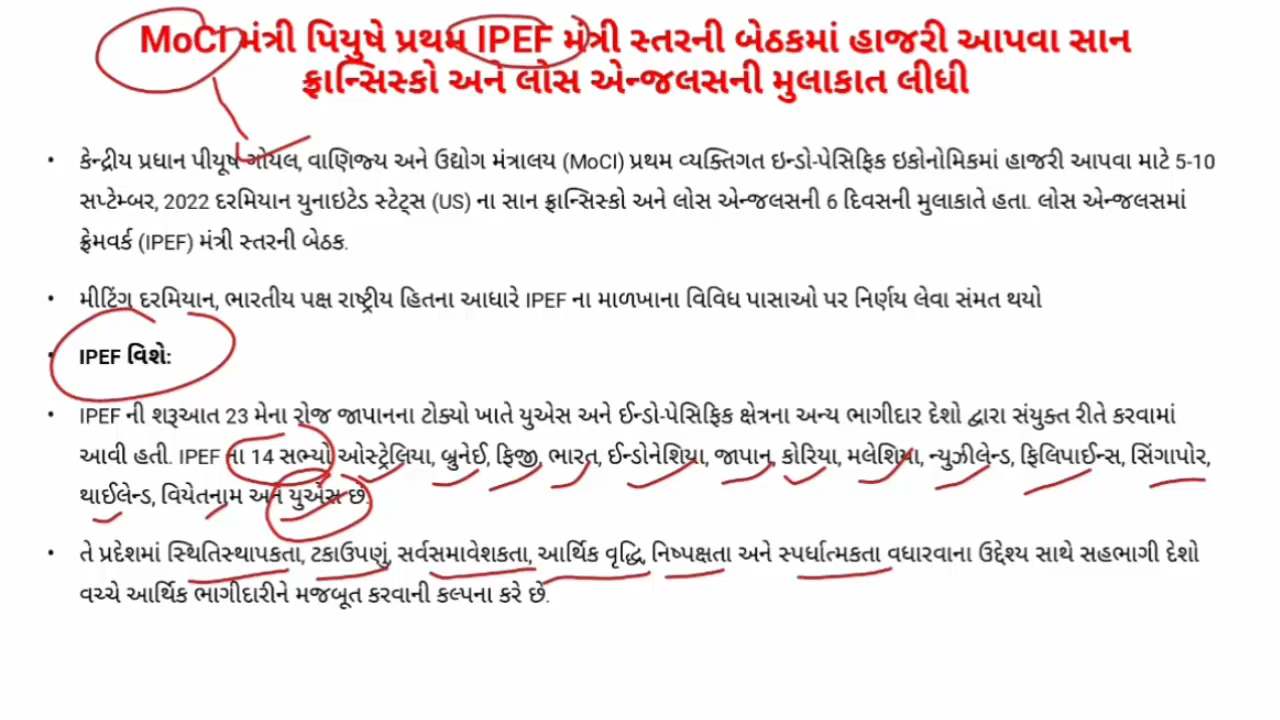 MoCI મંત્રી પિયુષે પ્રથમ IPEF મંત્રી સ્તરની બેઠકમાં હાજરી આપવા સાન
ફ્રાન્સિસ્કો અને લોસ એન્જલસની મુલાકાત લીધી
• કેન્દ્રીય પ્રધાન પીયૂષ ગોયલ, વાણિજ્ય અને ઉદ્યોગ મંત્રાલય (MoCI) પ્રથમ વ્યક્તિગત ઇન્ડો-પેસિફિક ઇકોનોમિકમાં હાજરી આપવા માટે 5-10
સપ્ટેમ્બર, 2022 દરમિયાન યુનાઇટેડ સ્ટેટ્સ (US) ના સાન ફ્રાન્સિસ્કો અને લોસ એન્જલસની 6 દિવસની મુલાકાતે હતા. લોસ એન્જલસમાં
ફ્રેમવર્ક (IPEF) મંત્રી સ્તરની બેઠક.
• મીટિંગ દરમિયાન, ભારતીય પક્ષ રાષ્ટ્રીય હિતના આધારે IPEF ના માળખાના વિવિધ પાસાઓ પર નિર્ણય લેવા સંમત થયો
• IPEF વિશે:
• IPEF ની શરૂઆત 23 મેના રોજ જાપાનના ટોક્યો ખાતે યુએસ અને ઈન્ડો-પેસિફિક ક્ષેત્રના અન્ય ભાગીદાર દેશો દ્વારા સંયુક્ત રીતે કરવામાં
આવી હતી. IPEF ના 14 સભ્યો ઓસ્ટ્રેલિયા, બ્રુનેઈ, ફિજી, ભારત, ઈન્ડોનેશિયા, જાપાન, કોરિયા, મલેશિયા, ન્યુઝીલેન્ડ, ફિલિપાઈન્સ, સિંગાપોર,
થાઈલેન્ડ, વિયેતનામ અને યુએસ છે.
• તે પ્રદેશમાં સ્થિતિસ્થાપકતા, ટકાઉપણું, સર્વસમાવેશકતા, આર્થિક વૃદ્ધિ, નિષ્પક્ષતા અને સ્પર્ધાત્મકતા વધારવાના ઉદ્દેશ્ય સાથે સહભાગી દેશો
વચ્ચે આર્થિક ભાગીદારીને મજબૂત કરવાની કલ્પના કરે છે.